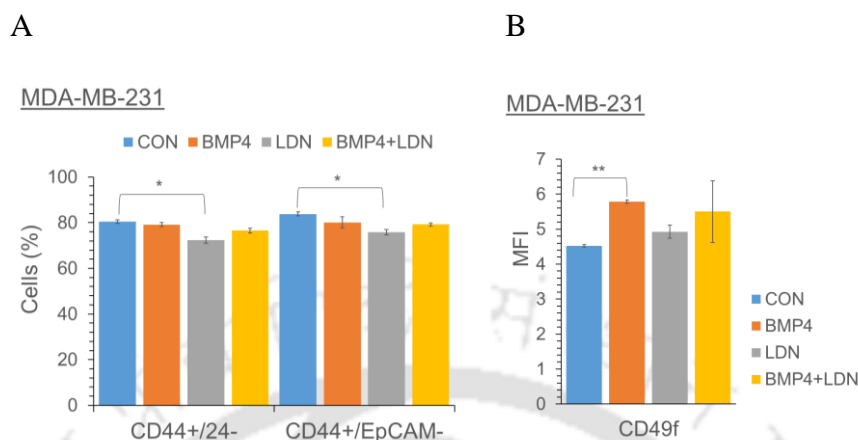 A
B
MDA-MB-231
CON BMP4 LDN BMP4+LDN
100
80
60
40
20
0
Cells (%)
*
*
CD44+/24-
CD44+/EpCAM-
MDA-MB-231
7
6
5
4
3
2
1
0
MFI
**
CD49f
CON
BMP4
LDN
BMP4+LDN